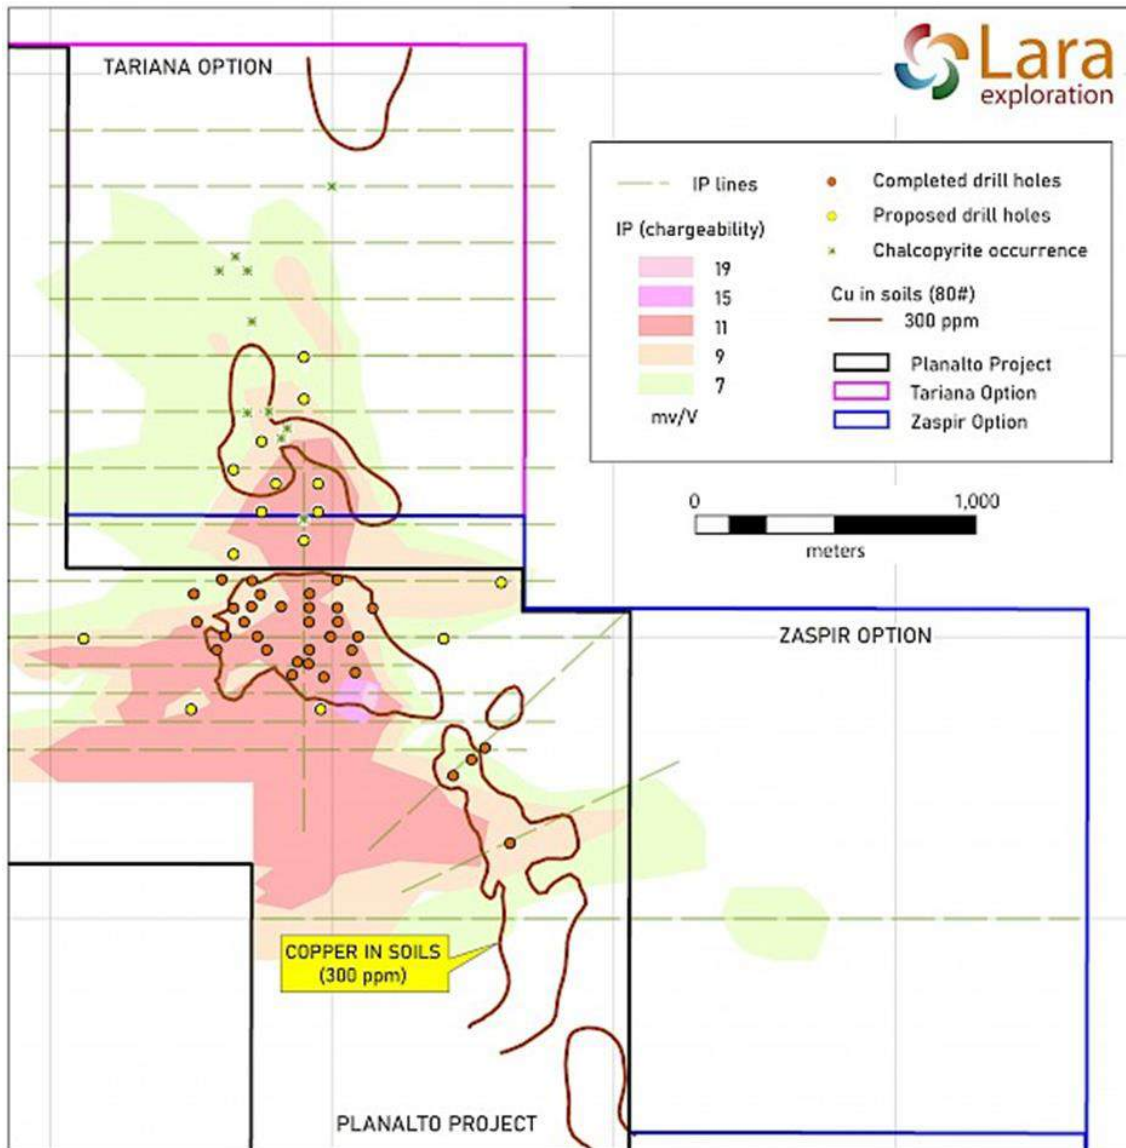 TARIANA OPTION
Lara
exploration
IP lines
IP (chargeability)
19
15
11
9
7
mv/V
Completed drill holes
Proposed drill holes
Chalcopyrite occurrence
Cu in soils (80#)
300 ppm
Planalto Project
Tariana Option
Zaspir Option
0
1,000
meters
ZASPIR OPTION
COPPER IN SOILS
(300 ppm)
PLANALTO PROJECT